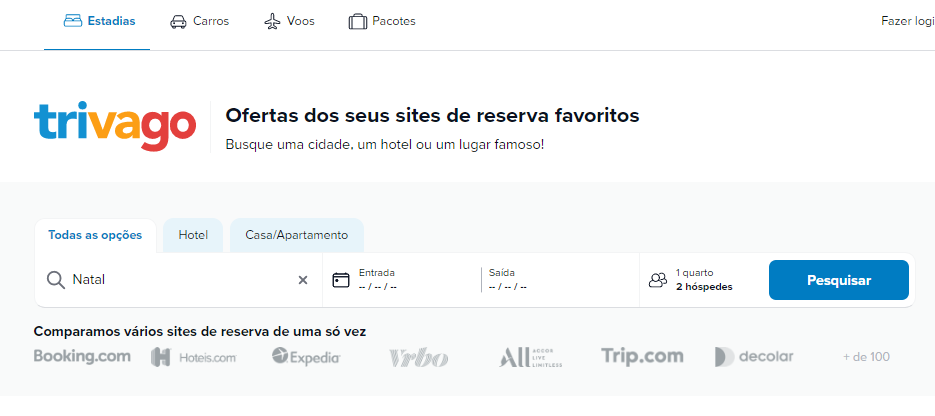 Estadias Carros Voos Pacotes Fazer logi
trivago
Ofertas dos seus sites de reserva favoritos
Busque uma cidade, um hotel ou um lugar famoso!
Todas as opções Hotel Casa/Apartamento
Natal
Entrada
-- / -- / --
Saída
-- / -- / --
1 quarto
2 hóspedes
Pesquisar
Comparamos vários sites de reserva de uma só vez
Booking.com Hoteis.com Expedia Vrbo ALL ACCOR LIVE LIMITLESS Trip.com decolar + de 100